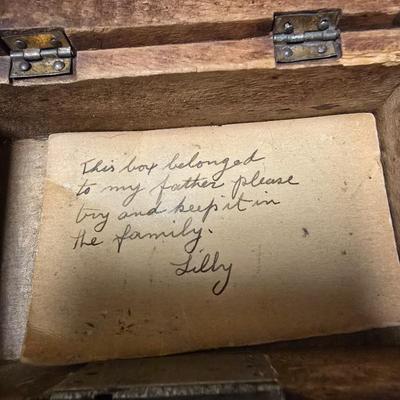 This box belonged
to my father please
try and keep it in
the family.
Lilly